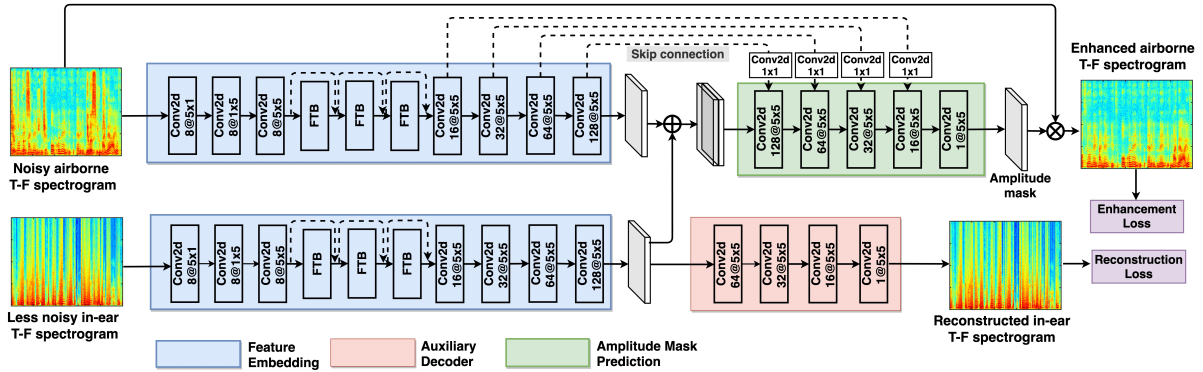 Skip connection
Conv2d
1x1
Conv2d
1x1
Conv2d
1x1
Conv2d
1x1
Enhanced airborne
T-F spectrogram
Conv2d
8@5x1
Conv2d
8@1x5
Conv2d
8@5x5
FTB
FTB
FTB
Conv2d
16@5x5
Conv2d
32@5x5
Conv2d
64@5x5
Conv2d
128@5x5
Conv2d
128@5x5
Conv2d
64@5x5
Conv2d
32@5x5
Conv2d
16@5x5
Conv2d
1@5x5
Noisy airborne
T-F spectrogram
Amplitude
mask
Enhancement
Loss
Conv2d
8@5x1
Conv2d
8@1x5
Conv2d
8@5x5
FTB
FTB
FTB
Conv2d
16@5x5
Conv2d
32@5x5
Conv2d
64@5x5
Conv2d
128@5x5
Conv2d
64@5x5
Conv2d
32@5x5
Conv2d
16@5x5
Conv2d
1@5x5
Reconstruction
Loss
Less noisy in-ear
T-F spectrogram
Reconstructed in-ear
T-F spectrogram
Feature
Embedding
Auxiliary
Decoder
Amplitude Mask
Prediction